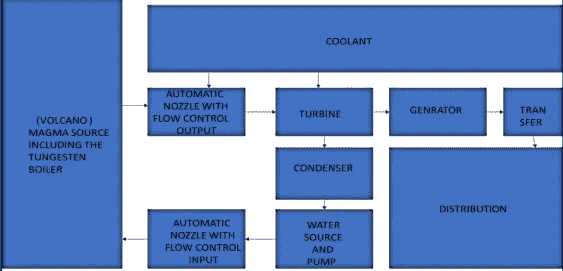 COOLANT
(VOLCANO )
MAGMA SOURCE
INCLUDING THE
TUNGESTEN
BOILER
AUTOMATIC
NOZZLE WITH
FLOW CONTROL
OUTPUT
TURBINE
GENRATOR
TRAN
SFER
CONDENSER
DISTRIBUTION
AUTOMATIC
NOZZLE WITH
FLOW CONTROL
INPUT
WATER
SOURCE
AND
PUMP